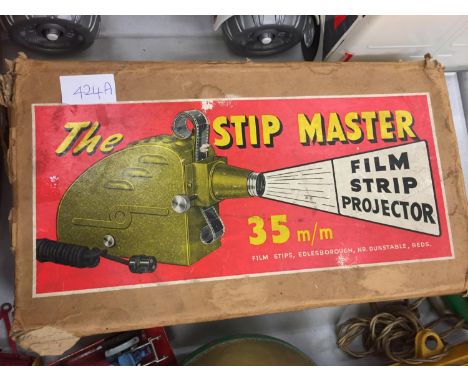 424A
The STIP MASTER
FILM
STRIP
PROJECTOR
35 m/m
FILM STIPS, EDLESBOROUGH, NR. DUNSTABLE, BEDS.